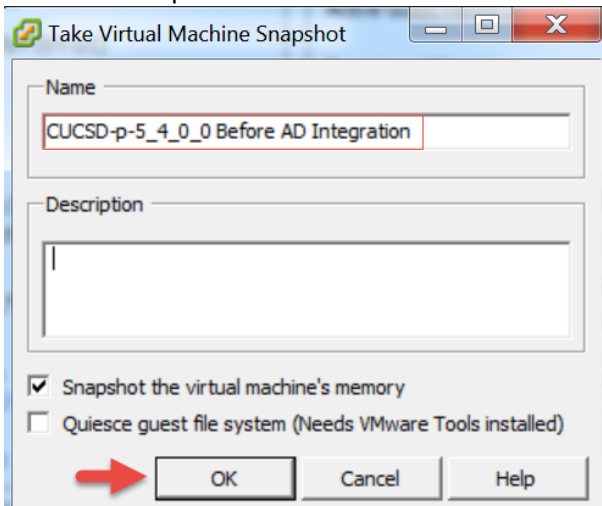 Take Virtual Machine Snapshot
Name
CUCSD-p-5_4_0_0 Before AD Integration
Description
Snapshot the virtual machine's memory
Quiesce guest file system (Needs VMware Tools installed)
OK Cancel Help